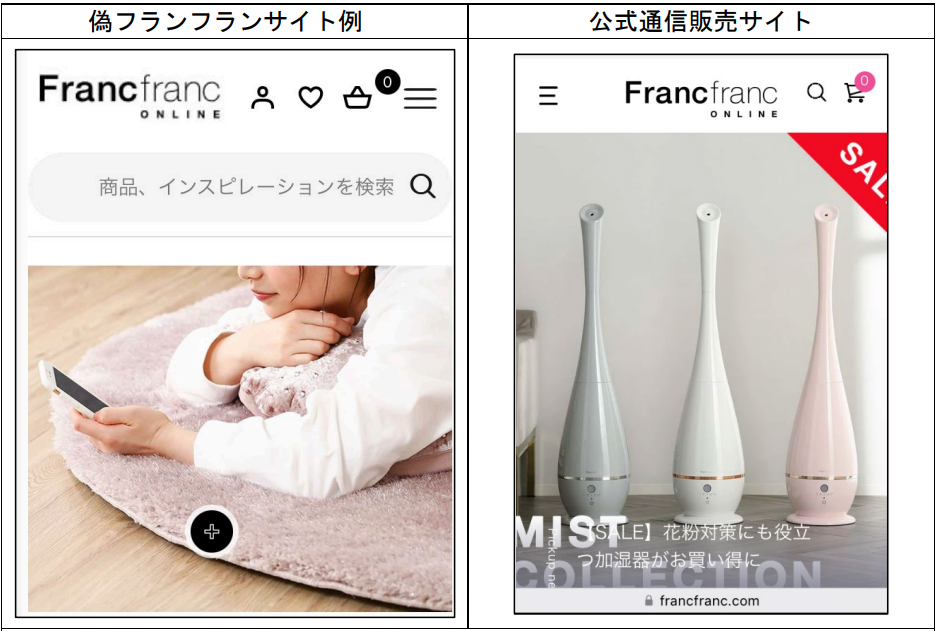 偽フランフランサイト例
公式通信販売サイト
Francfranc
ONLINE
0
商品、インスピレーションを検索
Francfranc
ONLINE
0
SAL
MIST
【SALE】花粉対策にも役立
つ加湿器がお買い得に
Pickup ne
COLLECTION
francfranc.com